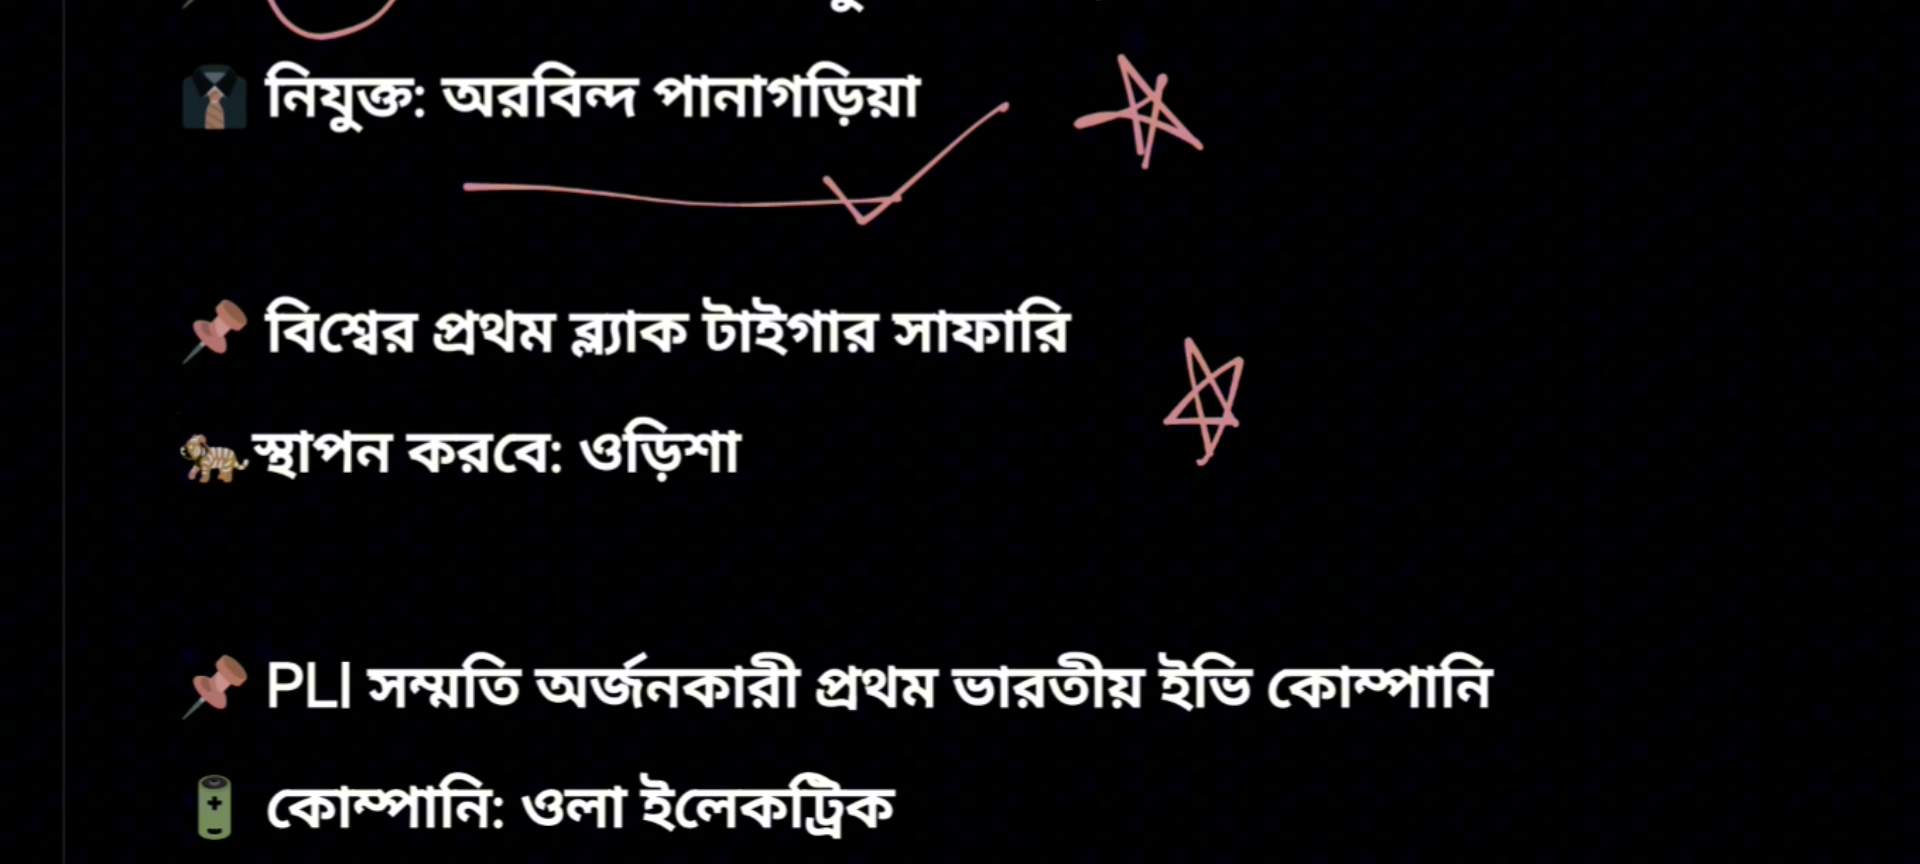 নিযুক্ত: অরবিন্দ পানাগড়িয়া
বিশ্বের প্রথম ব্ল্যাক টাইগার সাফারি
স্থাপন করবে: ওড়িশা
PLI সম্মতি অর্জনকারী প্রথম ভারতীয় ইভি কোম্পানি
কোম্পানি: ওলা ইলেকট্রিক